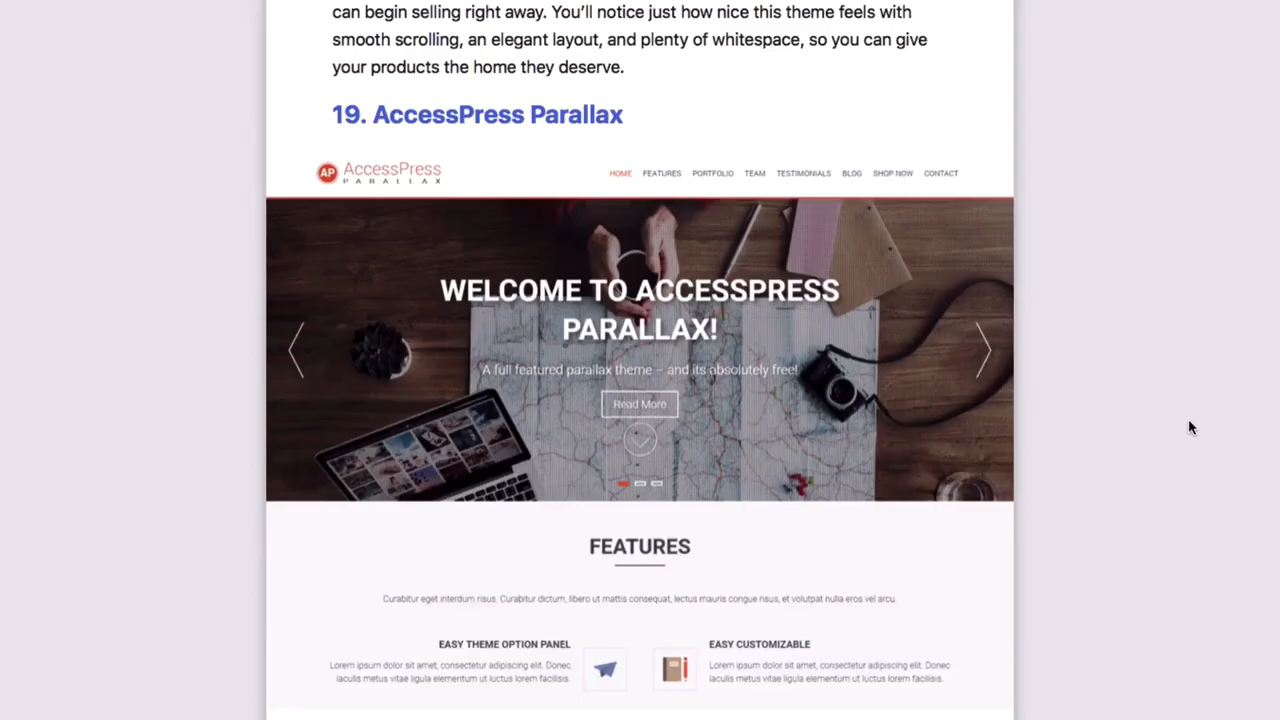 can begin selling right away. You’ll notice just how nice this theme feels with
smooth scrolling, an elegant layout, and plenty of whitespace, so you can give
your products the home they deserve.
19. AccessPress Parallax
AP AccessPress
PARALLAX
HOME FEATURES PORTFOLIO TEAM TESTIMONIALS BLOG SHOP NOW CONTACT
WELCOME TO ACCESSPRESS
PARALLAX!
A full featured parallax theme – and its absolutely free!
Read More
FEATURES
Curabitur eget interdum risus. Curabitur dictum, libero ut mattis consequat, lectus mauris congue risus, et volutpat nulla eros vel arcu.
EASY THEME OPTION PANEL
Lorem ipsum dolor sit amet, consectetur adipiscing elit. Donec
iaculis metus vitae ligula elementum ut luctus lorem facilisis.
EASY CUSTOMIZABLE
Lorem ipsum dolor sit amet, consectetur adipiscing elit. Donec
iaculis metus vitae ligula elementum ut luctus lorem facilisis.